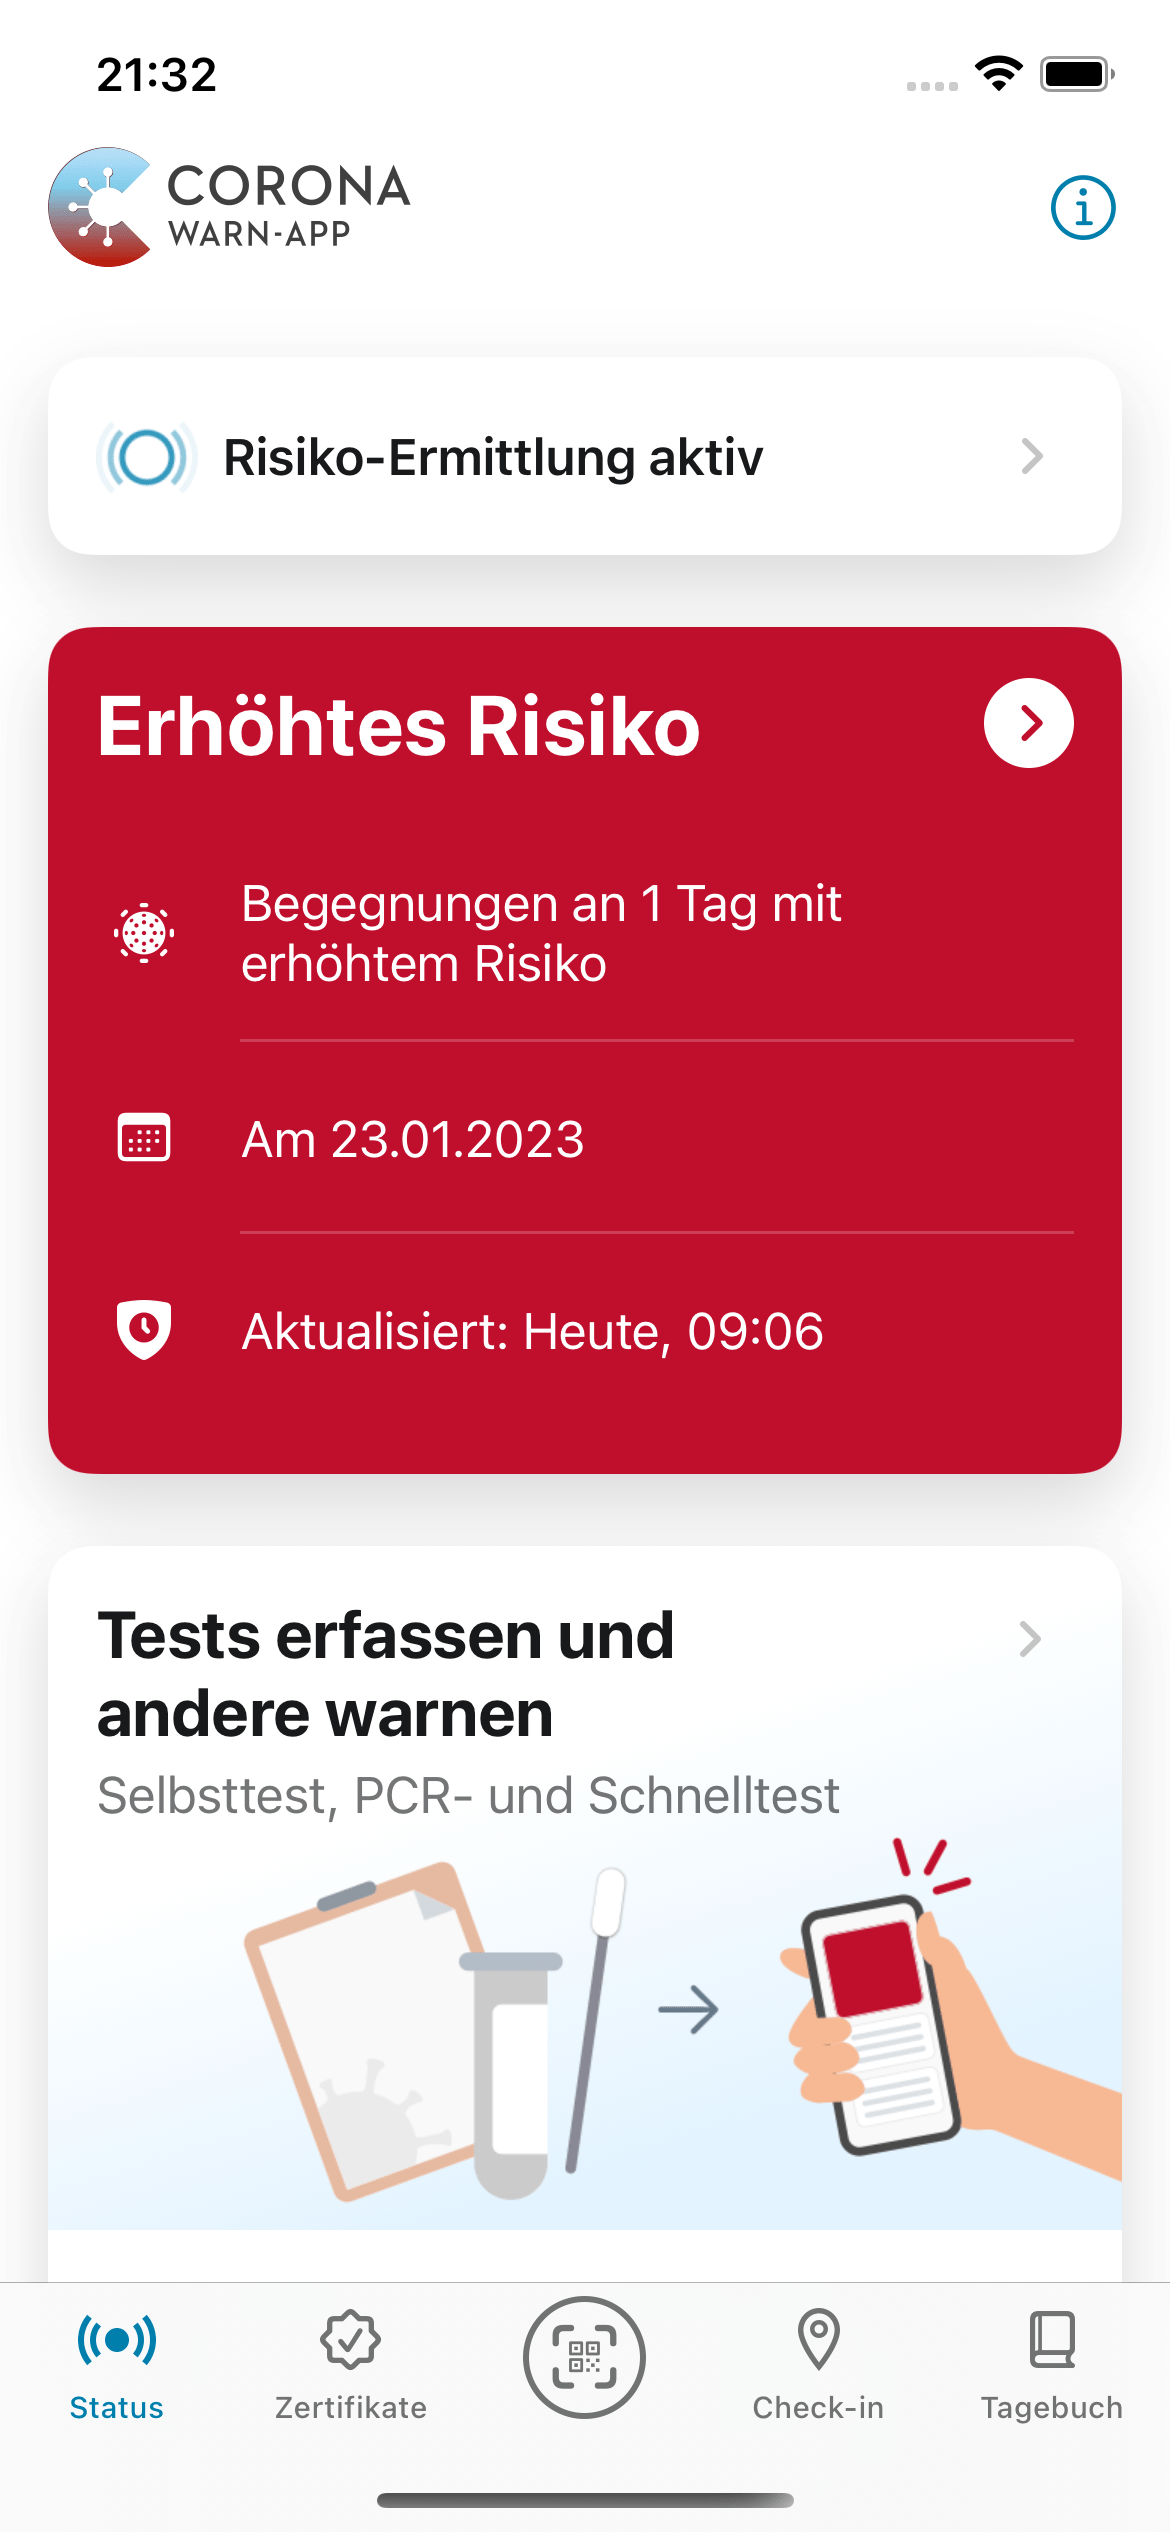 21:32
CORONA
WARN-APP
Risiko-Ermittlung aktiv
Erhöhtes Risiko
Begegnungen an 1 Tag mit
erhöhtem Risiko
Am 23.01.2023
Aktualisiert: Heute, 09:06
Tests erfassen und
andere warnen
Selbsttest, PCR- und Schnelltest
Status
Zertifikate
Check-in
Tagebuch